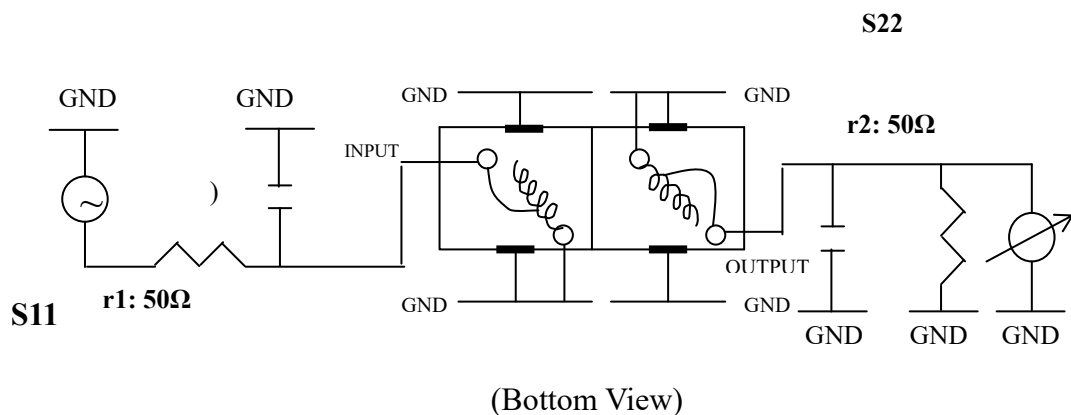 S22
GND
GND
GND
GND
r2: 50Ω
INPUT
)
~
OUTPUT
r1: 50Ω
GND
GND
S11
GND
GND
GND
(Bottom View)